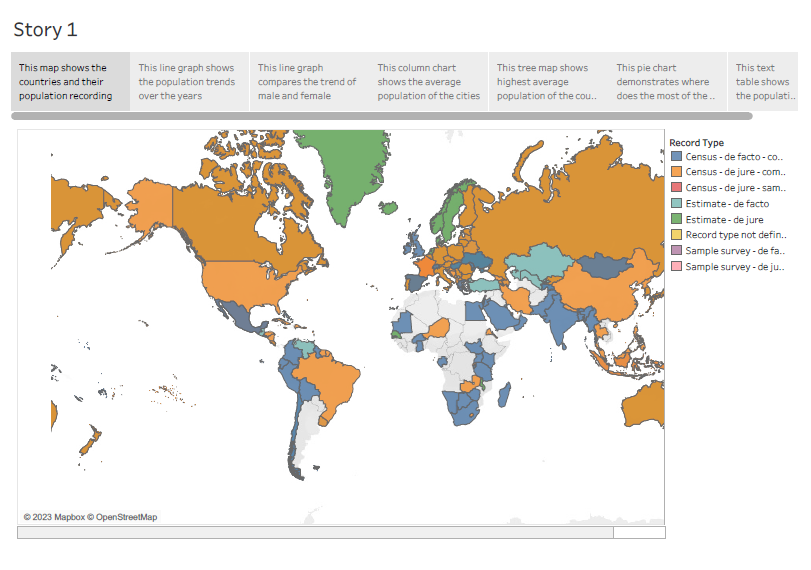 Story 1
This map shows the
countries and their
population recording
This line graph shows
the population trends
over the years
This line graph
compares the trend of
male and female
This column chart
shows the average
population of the cities
This tree map shows
highest average
population of the cou..
This pie chart
demonstrates where
does the most of the ..
This text
table shows
the populati..
Record Type
Census - de facto - co..
Census - de jure - com..
Census - de jure - sam..
Estimate - de facto
Estimate - de jure
Record type not defin..
Sample survey - de fa..
Sample survey - de ju..
© 2023 Mapbox © OpenStreetMap